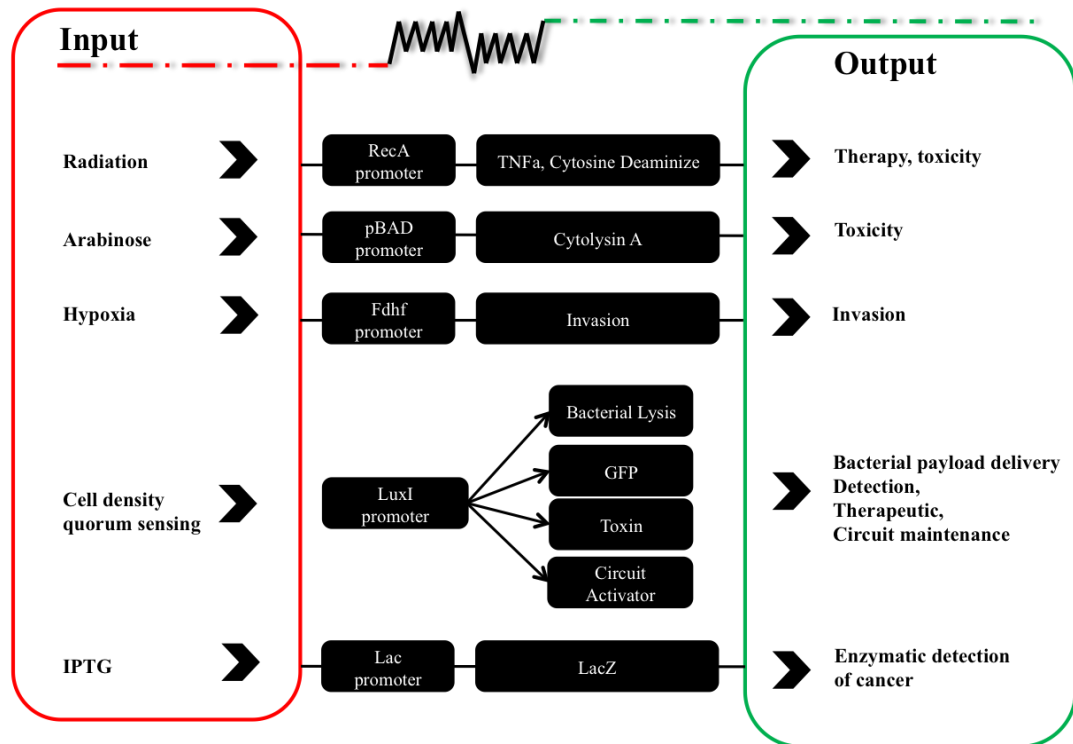 Input
Output
Radiation
RecA
promoter
TNFa, Cytosine Deaminize
Therapy, toxicity
Arabinose
pBAD
promoter
Cytolysin A
Toxicity
Hypoxia
Fdhf
promoter
Invasion
Invasion
Cell density
quorum sensing
LuxI
promoter
Bacterial Lysis
GFP
Toxin
Circuit
Activator
Bacterial payload delivery
Detection,
Therapeutic,
Circuit maintenance
IPTG
Lac
promoter
LacZ
Enzymatic detection
of cancer